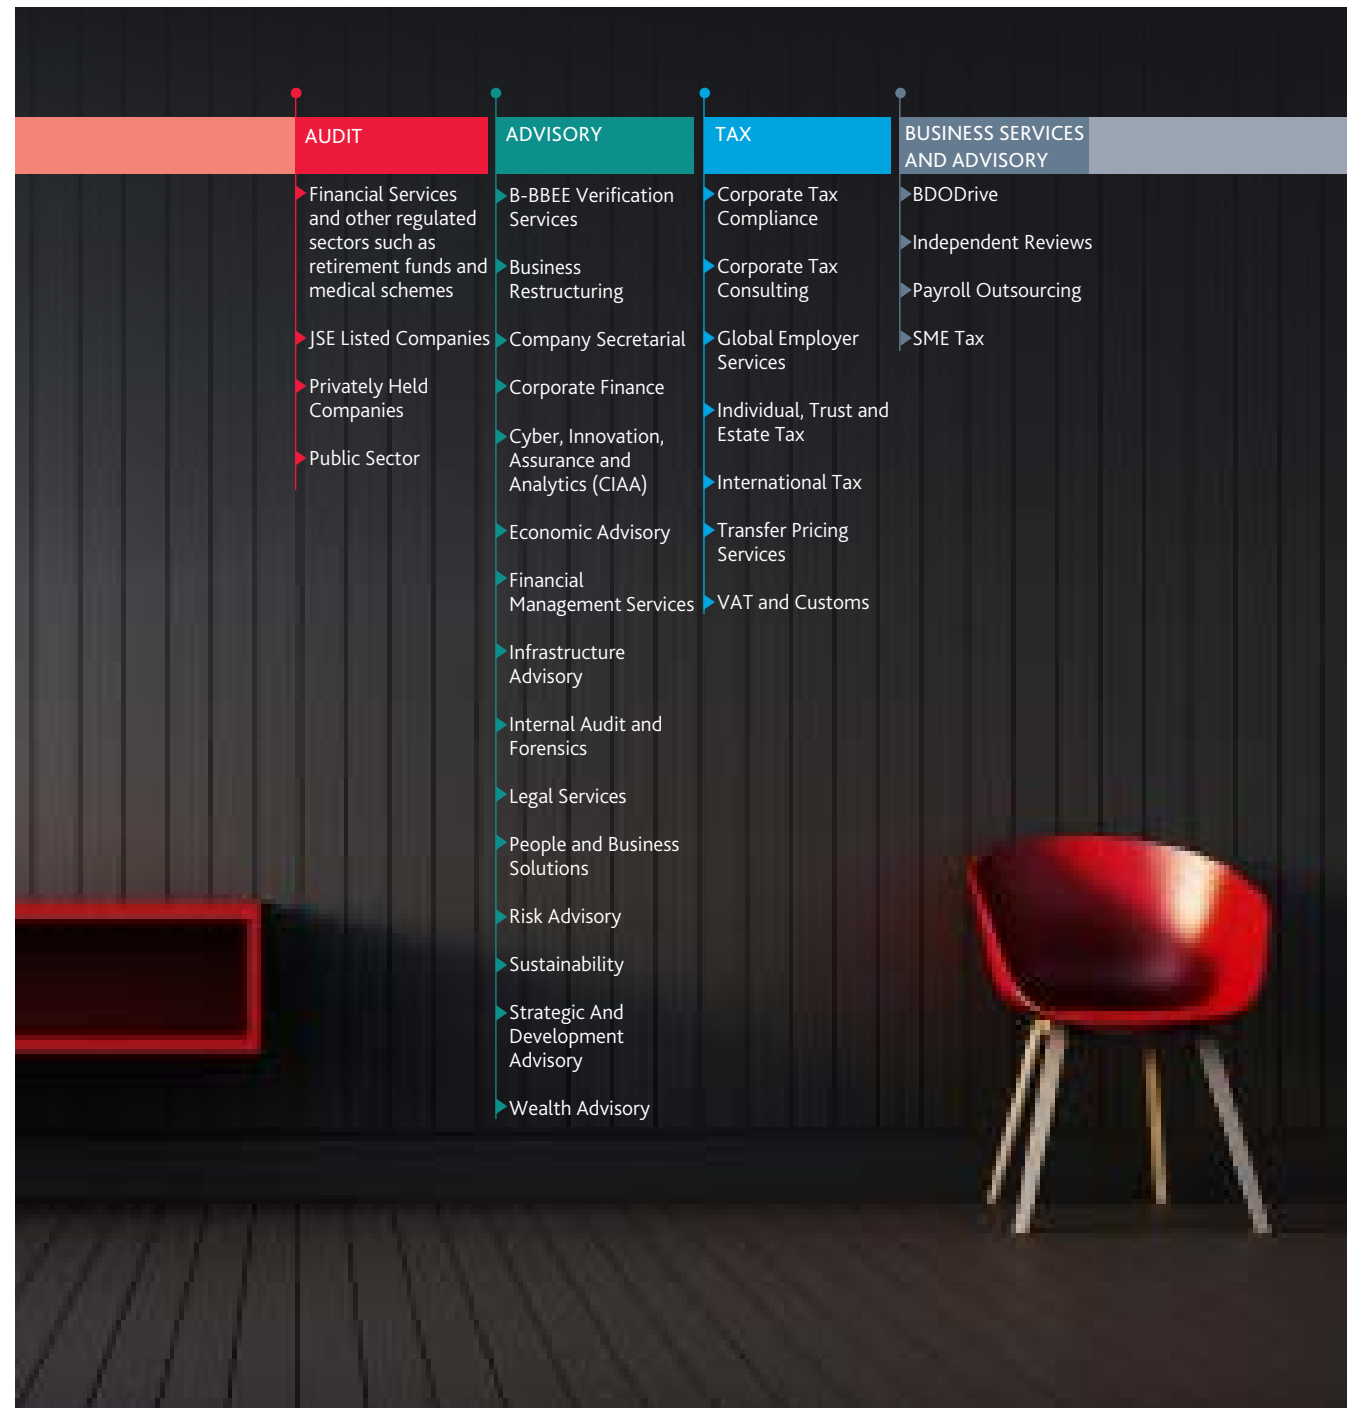 AUDIT
Financial Services
and other regulated
sectors such as
retirement funds and
medical schemes
JSE Listed Companies
Privately Held
Companies
Public Sector
ADVISORY
B-BBEE Verification
Services
Business
Restructuring
Company Secretarial
Corporate Finance
Cyber, Innovation,
Assurance and
Analytics (CIAA)
Economic Advisory
Financial
Management Services
Infrastructure
Advisory
Internal Audit and
Forensics
Legal Services
People and Business
Solutions
Risk Advisory
Sustainability
Strategic And
Development
Advisory
Wealth Advisory
TAX
Corporate Tax
Compliance
Corporate Tax
Consulting
Global Employer
Services
Individual, Trust and
Estate Tax
International Tax
Transfer Pricing
Services
VAT and Customs
BUSINESS SERVICES
AND ADVISORY
BDODrive
Independent Reviews
Payroll Outsourcing
SME Tax